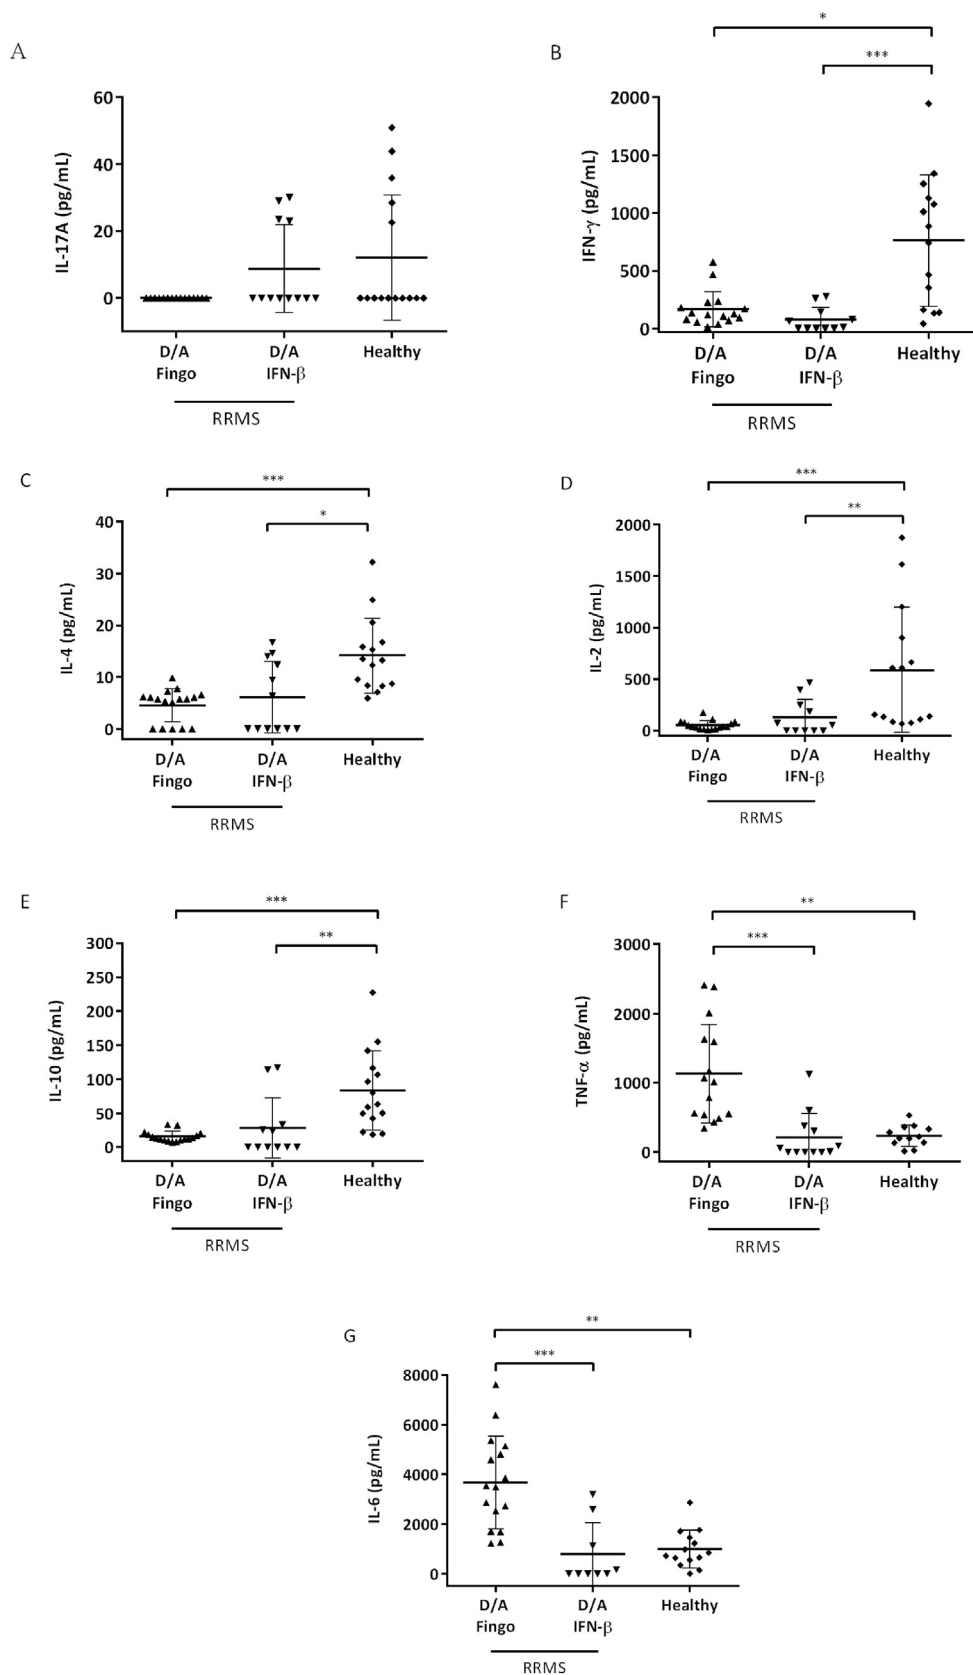 A
IL-17A (pg/mL)
60
40
20
0
D/A
Fingo
D/A
IFN-β
Healthy
RRMS
B
*
***
IFN-γ (pg/mL)
2000
1500
1000
500
0
D/A
Fingo
D/A
IFN-β
Healthy
RRMS
C
***
*
IL-4 (pg/mL)
40
30
20
10
0
D/A
Fingo
D/A
IFN-β
Healthy
RRMS
D
***
**
IL-2 (pg/mL)
2000
1500
1000
500
0
D/A
Fingo
D/A
IFN-β
Healthy
RRMS
E
***
**
IL-10 (pg/mL)
300
250
200
150
100
50
0
D/A
Fingo
D/A
IFN-β
Healthy
RRMS
F
**
***
TNF-α (pg/mL)
3000
2000
1000
0
D/A
Fingo
D/A
IFN-β
Healthy
RRMS
G
**
***
IL-6 (pg/mL)
8000
6000
4000
2000
0
D/A
Fingo
D/A
IFN-β
Healthy
RRMS